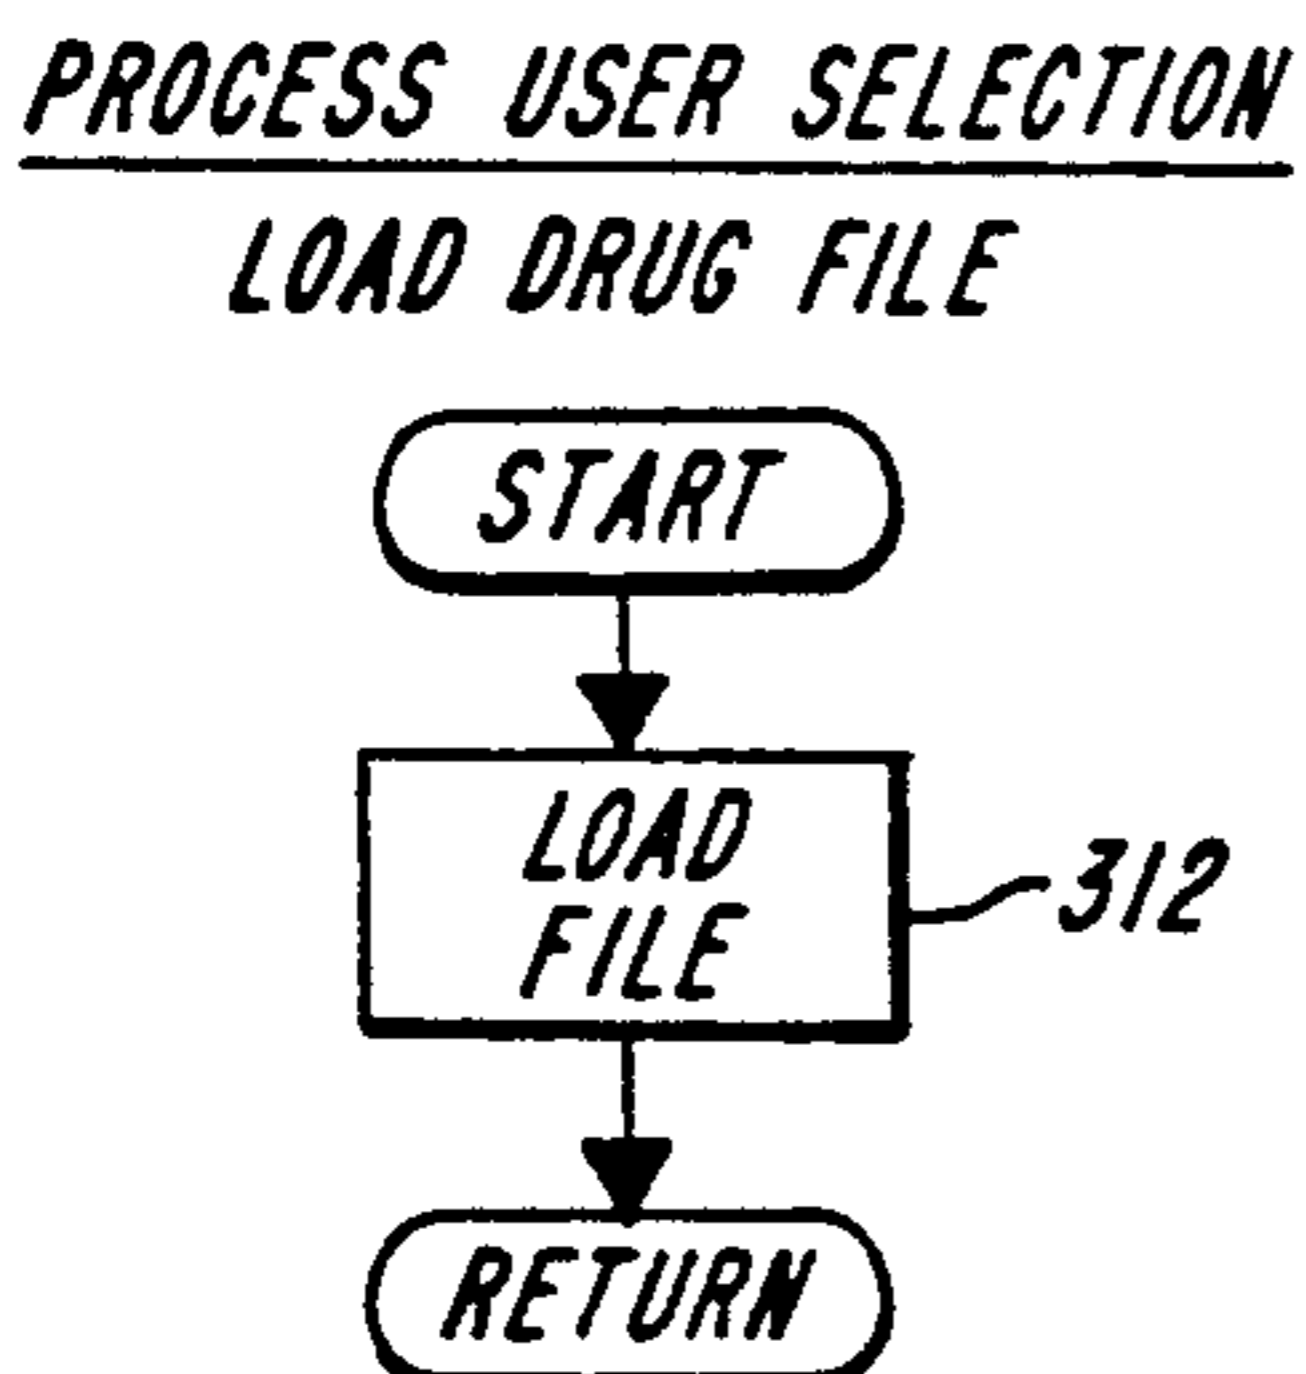 PROCESS USER SELECTION
LOAD DRUG FILE
START
LOAD
FILE
312
RETURN